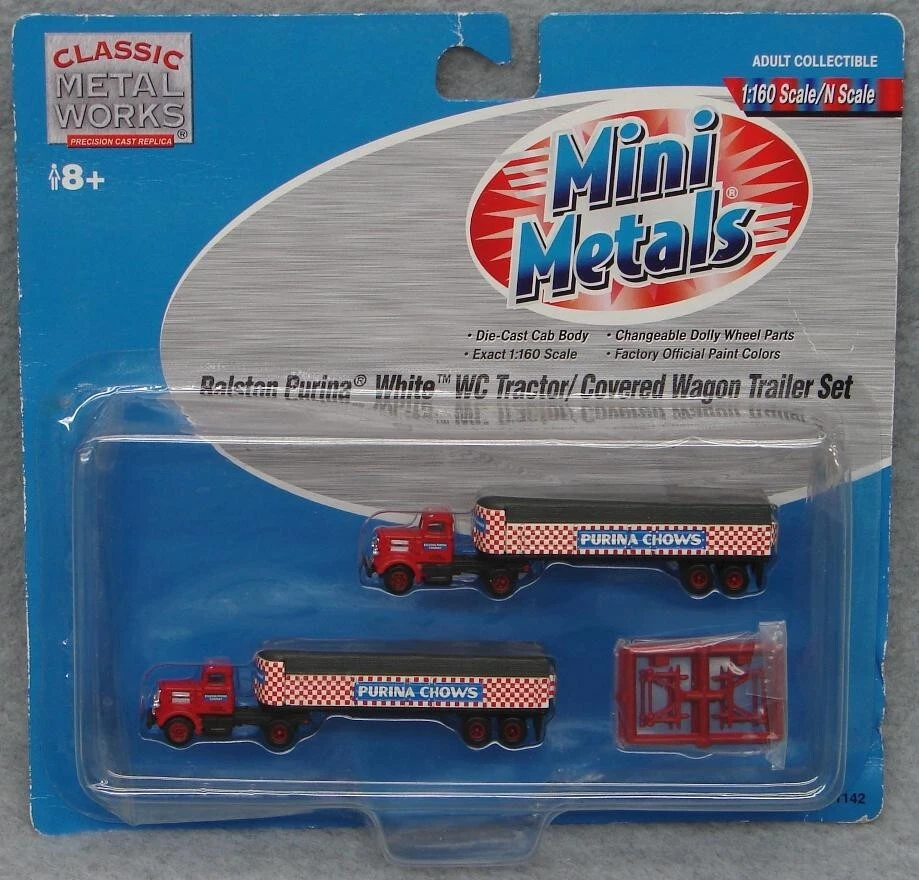 CLASSIC
METAL
WORKS®
PRECISION CAST REPLICA
8+
ADULT COLLECTIBLE
1:160 Scale/N Scale
Mini
Metals®
• Die-Cast Cab Body • Changeable Dolly Wheel Parts
• Exact 1:160 Scale • Factory Official Paint Colors
Ralston Purina® White™ WC Tractor/ Covered Wagon Trailer Set
PURINA CHOWS
PURINA CHOWS